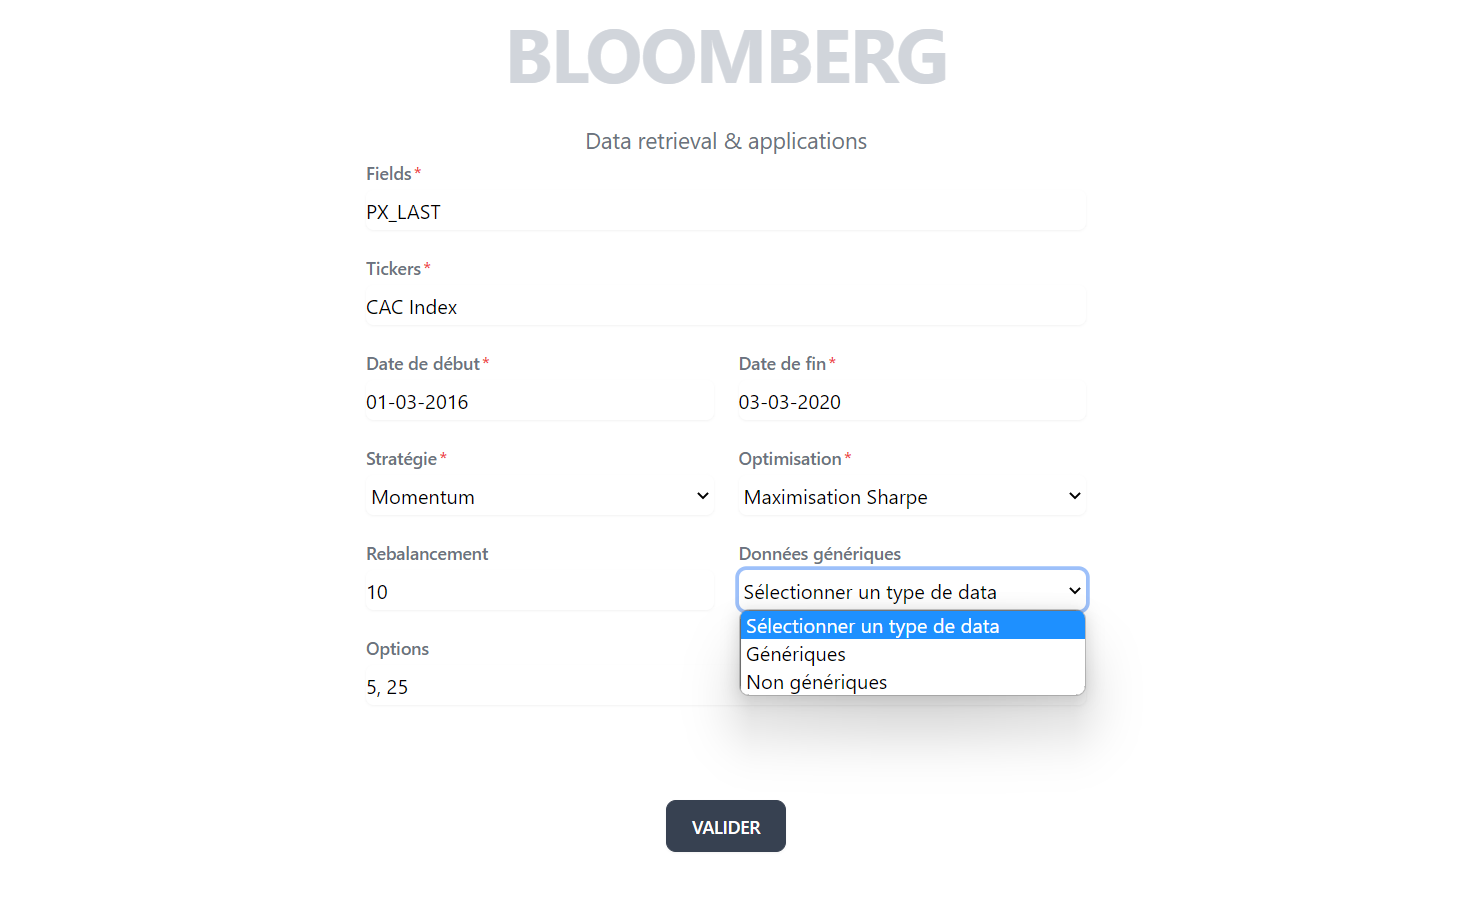 BLOOMBERG
Data retrieval & applications
Fields*
PX_LAST
Tickers*
CAC Index
Date de début* Date de fin*
01-03-2016 03-03-2020
Stratégie* Optimisation*
Momentum Maximisation Sharpe
Rebalancement Données génériques
10 Sélectionner un type de data
Sélectionner un type de data
Options Génériques
5, 25 Non génériques
VALIDER